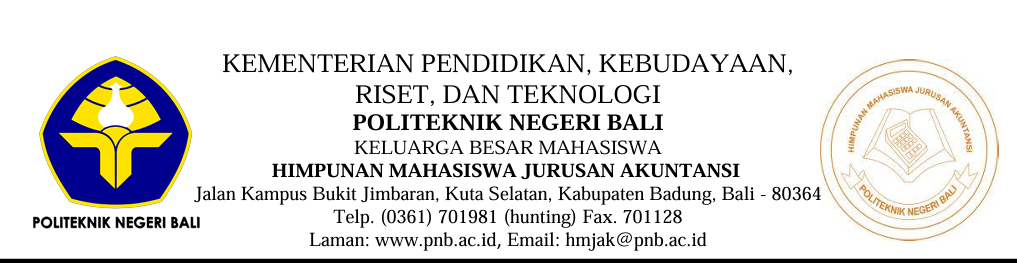 KEMENTERIAN PENDIDIKAN, KEBUDAYAAN,
RISET, DAN TEKNOLOGI
POLITEKNIK NEGERI BALI
KELUARGA BESAR MAHASISWA
HIMPUNAN MAHASISWA JURUSAN AKUNTANSI
Jalan Kampus Bukit Jimbaran, Kuta Selatan, Kabupaten Badung, Bali - 80364
Telp. (0361) 701981 (hunting) Fax. 701128
Laman: www.pnb.ac.id, Email: hmjak@pnb.ac.id
POLITEKNIK NEGERI BALI
HIMPUNAN MAHASISWA JURUSAN AKUNTANSI
POLITEKNIK NEGERI BALI